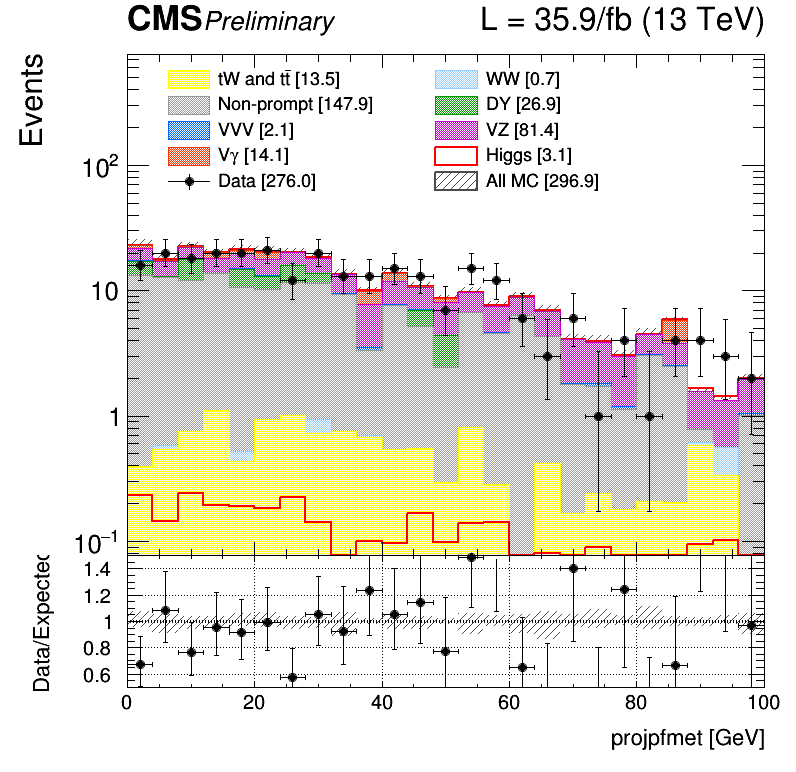 CMS Preliminary L = 35.9/fb (13 TeV)
Events
tW and tt̄ [13.5] WW [0.7]
Non-prompt [147.9] DY [26.9]
VVV [2.1] VZ [81.4]
Vγ [14.1] Higgs [3.1]
Data [276.0] All MC [296.9]
10²
10
1
10⁻¹
Data/Expected
1.4
1.2
1
0.8
0.6
0 20 40 60 80 100
projpfmet [GeV]